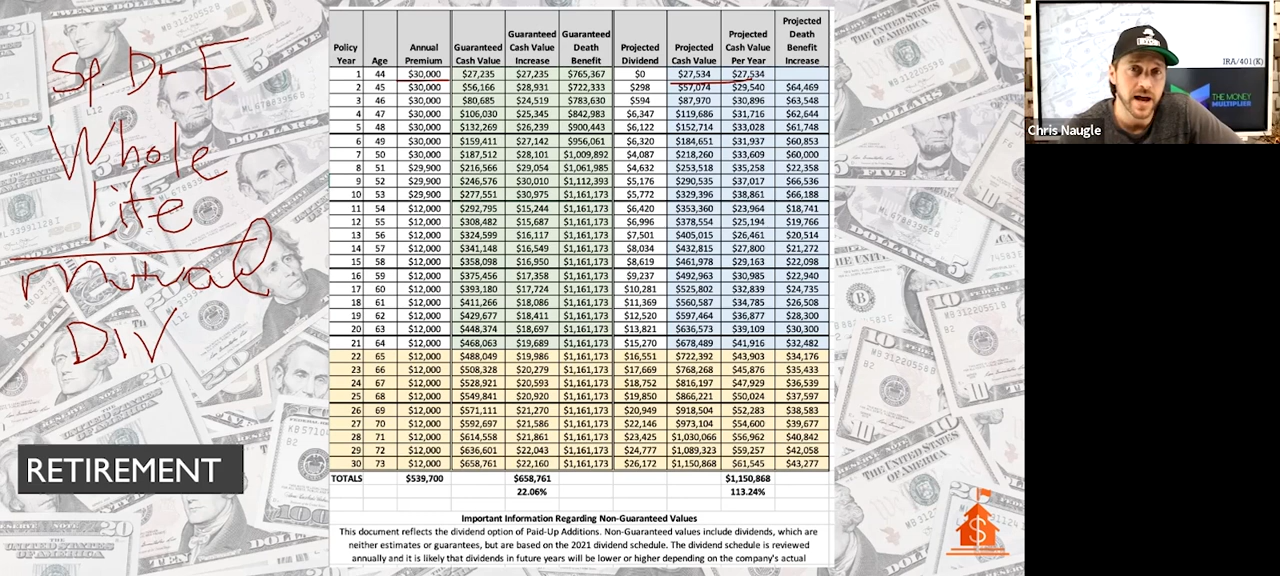 Sp. D&E
Whole
Life
mutual
DIV
RETIREMENT
Policy Year Age Annual Premium Guaranteed Cash Value Guaranteed Cash Value Increase Guaranteed Death Benefit Projected Dividend Projected Cash Value Projected Cash Value Per Year Projected Death Benefit Increase
1 44 $30,000 $27,235 $27,235 $765,367 $0 $27,534 $27,534
2 45 $30,000 $56,166 $28,931 $722,333 $298 $57,074 $29,540 $64,469
3 46 $30,000 $80,685 $24,519 $783,630 $594 $87,970 $30,896 $63,548
4 47 $30,000 $106,030 $25,345 $842,983 $6,347 $119,686 $31,716 $62,644
5 48 $30,000 $132,269 $26,239 $900,443 $6,122 $152,714 $33,028 $61,748
6 49 $30,000 $159,411 $27,142 $956,061 $6,320 $184,651 $31,937 $60,853
7 50 $30,000 $187,512 $28,101 $1,009,892 $4,087 $218,260 $33,609 $60,000
8 51 $29,900 $216,566 $29,054 $1,061,985 $4,632 $253,518 $35,258 $22,358
9 52 $29,900 $246,576 $30,010 $1,112,393 $5,176 $290,535 $37,017 $66,536
10 53 $29,900 $277,551 $30,975 $1,161,173 $5,772 $329,396 $38,861 $66,188
11 54 $12,000 $292,795 $15,244 $1,161,173 $6,420 $353,360 $23,964 $18,741
12 55 $12,000 $308,482 $15,687 $1,161,173 $6,996 $378,554 $25,194 $19,766
13 56 $12,000 $324,599 $16,117 $1,161,173 $7,501 $405,015 $26,461 $20,514
14 57 $12,000 $341,148 $16,549 $1,161,173 $8,034 $432,815 $27,800 $21,272
15 58 $12,000 $358,098 $16,950 $1,161,173 $8,619 $461,978 $29,163 $22,098
16 59 $12,000 $375,456 $17,358 $1,161,173 $9,237 $492,963 $30,985 $22,940
17 60 $12,000 $393,180 $17,724 $1,161,173 $10,281 $525,802 $32,839 $24,735
18 61 $12,000 $411,266 $18,086 $1,161,173 $11,369 $560,587 $34,785 $26,508
19 62 $12,000 $429,677 $18,411 $1,161,173 $12,520 $597,464 $36,877 $28,300
20 63 $12,000 $448,374 $18,697 $1,161,173 $13,821 $636,573 $39,109 $30,300
21 64 $12,000 $468,063 $19,689 $1,161,173 $15,270 $678,489 $41,916 $32,482
22 65 $12,000 $488,049 $19,986 $1,161,173 $16,551 $722,392 $43,903 $34,176
23 66 $12,000 $508,328 $20,279 $1,161,173 $17,669 $768,268 $45,876 $35,433
24 67 $12,000 $528,921 $20,593 $1,161,173 $18,752 $816,197 $47,929 $36,539
25 68 $12,000 $549,841 $20,920 $1,161,173 $19,850 $866,221 $50,024 $37,597
26 69 $12,000 $571,111 $21,270 $1,161,173 $20,949 $918,504 $52,283 $38,583
27 70 $12,000 $592,697 $21,586 $1,161,173 $22,146 $973,104 $54,600 $39,677
28 71 $12,000 $614,558 $21,861 $1,161,173 $23,425 $1,030,066 $56,962 $40,842
29 72 $12,000 $636,601 $22,043 $1,161,173 $24,777 $1,089,323 $59,257 $42,058
30 73 $12,000 $658,761 $22,160 $1,161,173 $26,172 $1,150,868 $61,545 $43,277
TOTALS $539,700 $658,761 $1,150,868
22.06% 113.24%
Important Information Regarding Non-Guaranteed Values
This document reflects the dividend option of Paid-Up Additions. Non-Guaranteed values include dividends, which are
neither estimates or guarantees, but are based on the 2021 dividend schedule. The dividend schedule is reviewed
annually and it is likely that dividends in future years will be lower or higher depending on the company's actual
IRA/401(K)
THE MONEY
MULTIPLIER
Chris Naugle